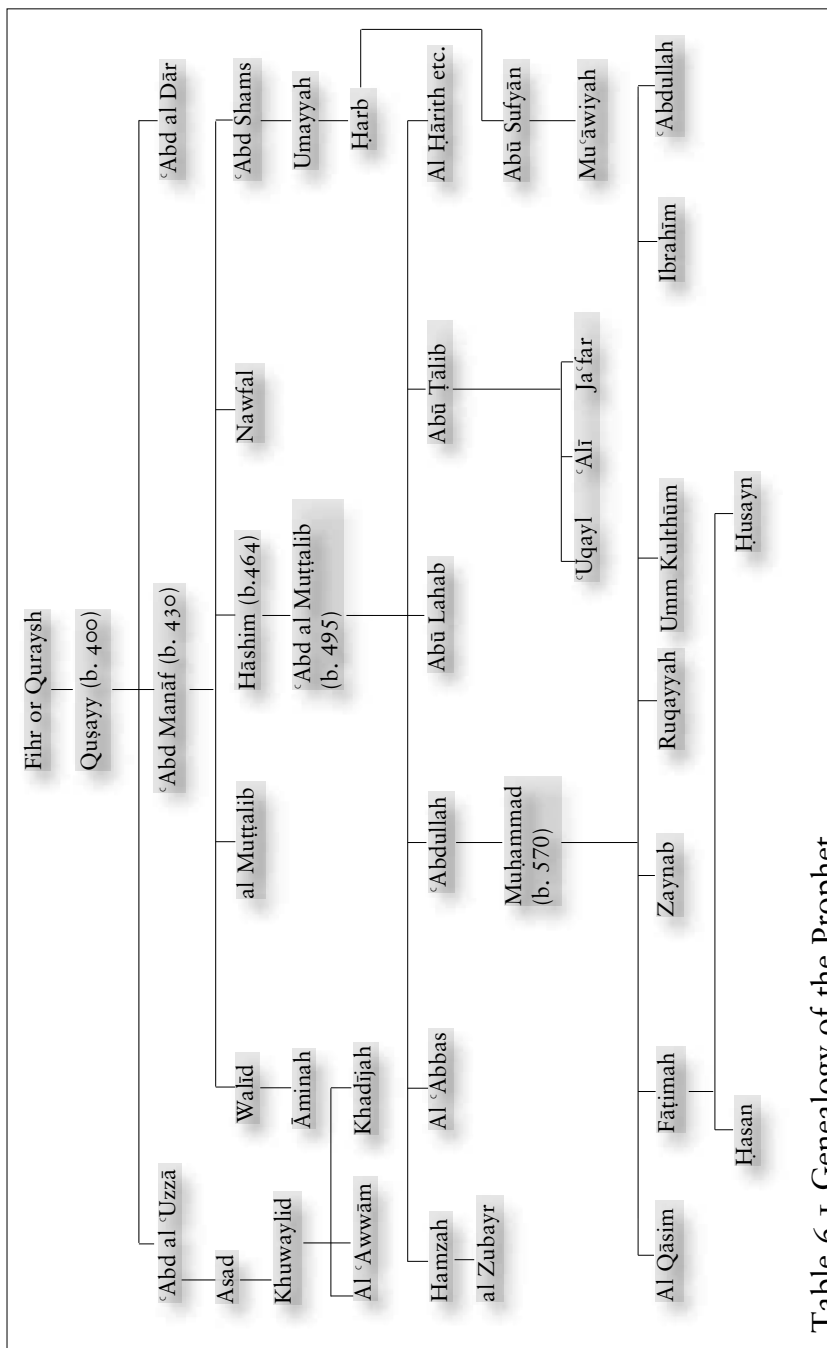 Fihr or Quraysh
Quṣayy (b. 400)
ʿAbd al ʿUzzā
ʿAbd Manāf (b. 430)
ʿAbd al Dār
Asad
Khuwaylid
Al ʿAwwām
Khadījah
Walīd
Āminah
al Muṭṭalib
Hāshim (b.464)
ʿAbd al Muṭṭalib
(b. 495)
Nawfal
ʿAbd Shams
Umayyah
Ḥarb
Hamzah
al Zubayr
Al ʿAbbas
ʿAbdullah
Muḥammad
(b. 570)
Abū Lahab
Abū Ṭālib
Al Ḥārith etc.
Abū Sufyān
Muʿāwiyah
ʿUqayl
ʿAlī
Jaʿfar
Al Qāsim
Fāṭimah
Zaynab
Ruqayyah
Umm Kulthūm
Ibrahīm
ʿAbdullah
Ḥasan
Ḥusayn
Table 6.1 Genealogy of the Prophet